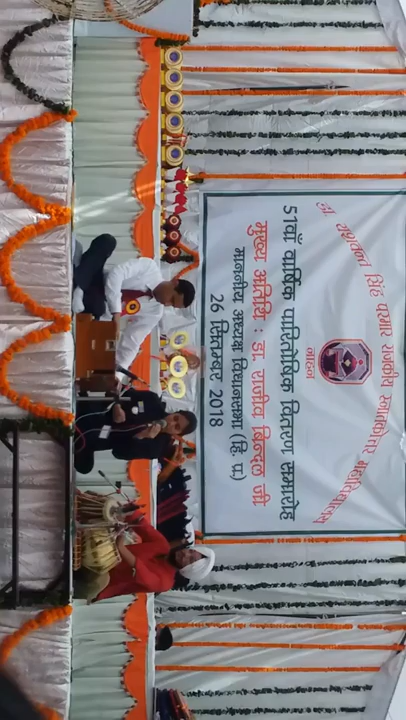 सिंह परमार राजकीय स्नातकोत्तर महाविद्यालय
नाहन
51वाँ वार्षिक पारितोषिक वितरण समारोह
मुख्य अतिथि : डा. राजीव बिन्दल जी
माननीय अध्यक्ष विधानसभा (हि. प्र.)
26 दिसम्बर 2018